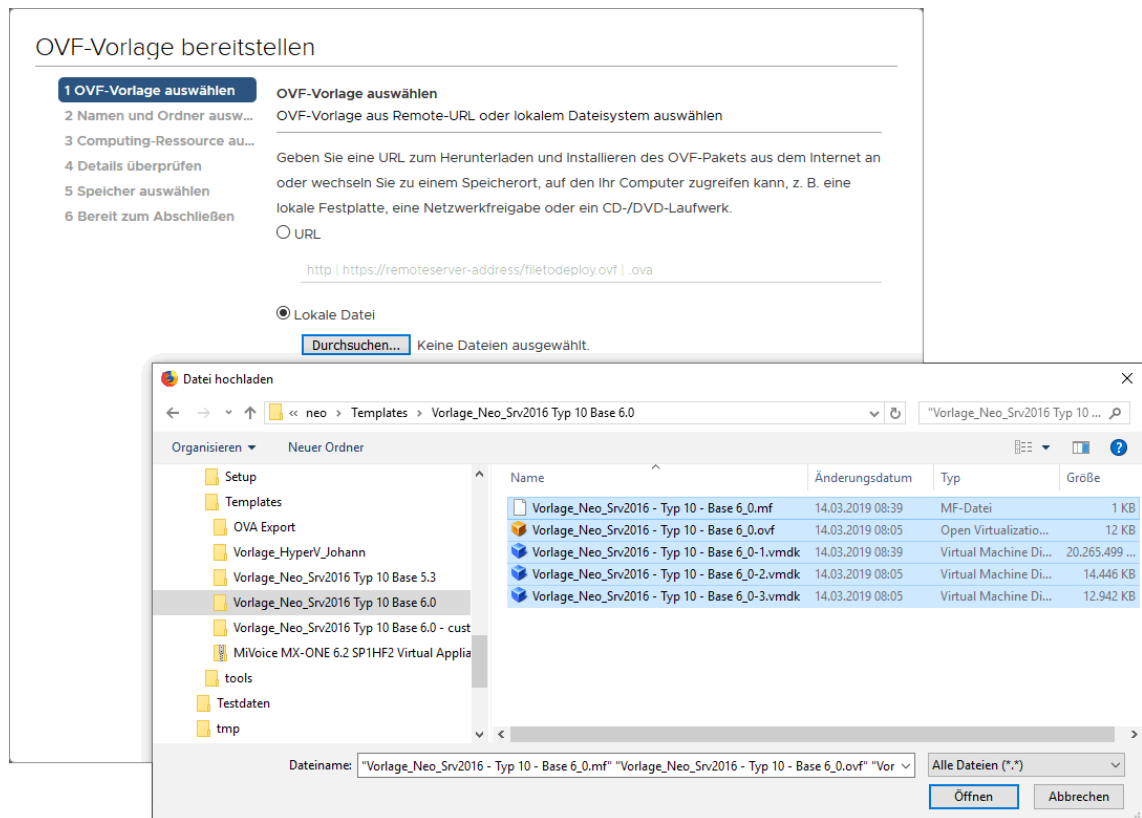 OVF-Vorlage bereitstellen
1 OVF-Vorlage auswählen
2 Namen und Ordner ausw...
3 Computing-Ressource au...
4 Details überprüfen
5 Speicher auswählen
6 Bereit zum Abschließen
OVF-Vorlage auswählen
OVF-Vorlage aus Remote-URL oder lokalem Dateisystem auswählen
Geben Sie eine URL zum Herunterladen und Installieren des OVF-Pakets aus dem Internet an
oder wechseln Sie zu einem Speicherort, auf den Ihr Computer zugreifen kann, z. B. eine
lokale Festplatte, eine Netzwerkfreigabe oder ein CD-/DVD-Laufwerk.
URL
http | https://remoteserver-address/filetodeploy.ovf | .ova
Lokale Datei
Durchsuchen... Keine Dateien ausgewählt.
Datei hochladen
« neo > Templates > Vorlage_Neo_Srv2016 Typ 10 Base 6.0
"Vorlage_Neo_Srv2016 Typ 10 ...
Organisieren Neuer Ordner
Setup
Templates
OVA Export
Vorlage_HyperV_Johann
Vorlage_Neo_Srv2016 Typ 10 Base 5.3
Vorlage_Neo_Srv2016 Typ 10 Base 6.0
Vorlage_Neo_Srv2016 Typ 10 Base 6.0 - cust
MiVoice MX-ONE 6.2 SP1HF2 Virtual Applia
tools
Testdaten
tmp
Name Änderungsdatum Typ Größe
Vorlage_Neo_Srv2016 - Typ 10 - Base 6_0.mf 14.03.2019 08:39 MF-Datei 1 KB
Vorlage_Neo_Srv2016 - Typ 10 - Base 6_0.ovf 14.03.2019 08:05 Open Virtualizatio... 12 KB
Vorlage_Neo_Srv2016 - Typ 10 - Base 6_0-1.vmdk 14.03.2019 08:39 Virtual Machine Di... 20.265.499 ...
Vorlage_Neo_Srv2016 - Typ 10 - Base 6_0-2.vmdk 14.03.2019 08:05 Virtual Machine Di... 14.446 KB
Vorlage_Neo_Srv2016 - Typ 10 - Base 6_0-3.vmdk 14.03.2019 08:05 Virtual Machine Di... 12.942 KB
Dateiname: "Vorlage_Neo_Srv2016 - Typ 10 - Base 6_0.mf" "Vorlage_Neo_Srv2016 - Typ 10 - Base 6_0.ovf" "Vor
Alle Dateien (*.*)
Öffnen Abbrechen